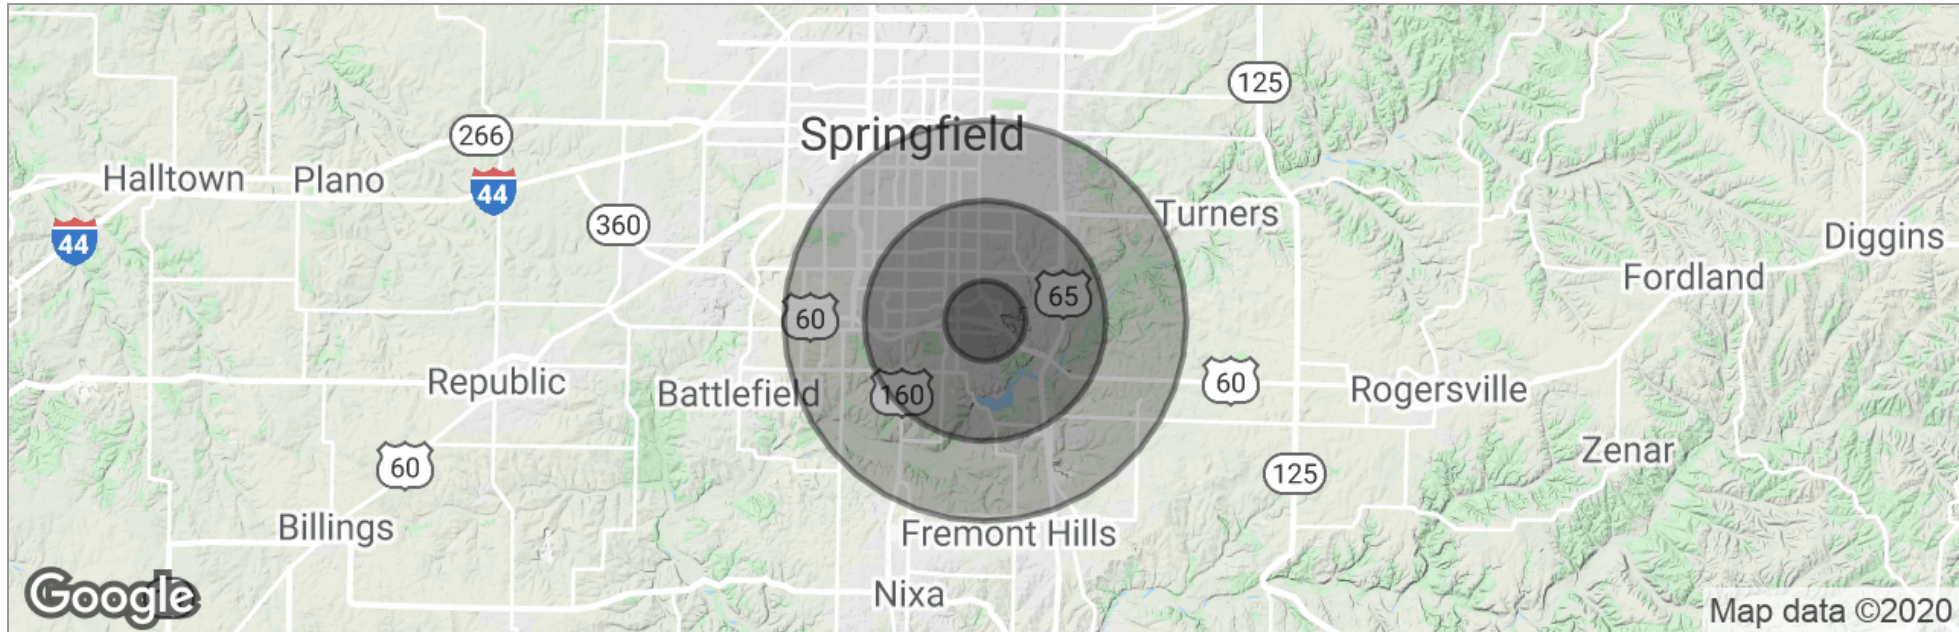 125
Springfield
266
Halltown
Plano
44
44
360
Turners
Diggins
Fordland
65
60
Republic
Battlefield
160
60
Rogersville
Zenar
60
125
Billings
Fremont Hills
Nixa
Google
Map data ©2020